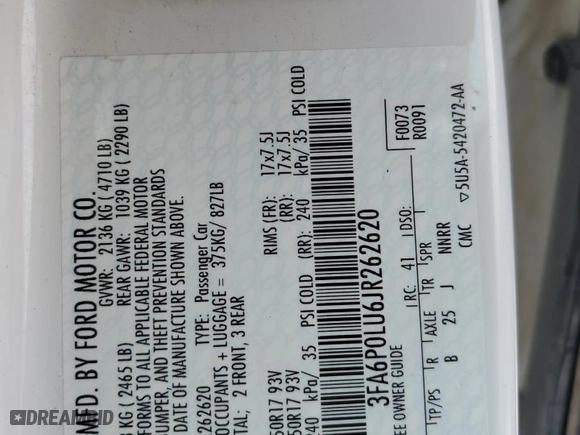 MFD. BY FORD MOTOR CO.
GVWR: 2136 KG ( 4710 LB)
KG ( 2465 LB) REAR GAWR: 1039 KG ( 2290 LB)
FORMS TO ALL APPLICABLE FEDERAL MOTOR
BUMPER, AND THEFT PREVENTION STANDARDS
DATE OF MANUFACTURE SHOWN ABOVE.
262620 TYPE: Passenger Car
OCCUPANTS + LUGGAGE = 375KG/ 827LB
TAL; 2 FRONT, 3 REAR
50R17 93V RIMS (FR): 17x7.5J
50R17 93V (RR): 17x7.5J
240 kPa/ 35 PSI COLD (RR): 240 kPa/ 35 PSI COLD
3FA6P0LU6JR262620
F0073
R0091
EE OWNER GUIDE RC: 41 DSO:
TP/PS R AXLE TR SPR
B 25 J NNRR
CMC ▽5U5A-5420472-AA
DREAMBID